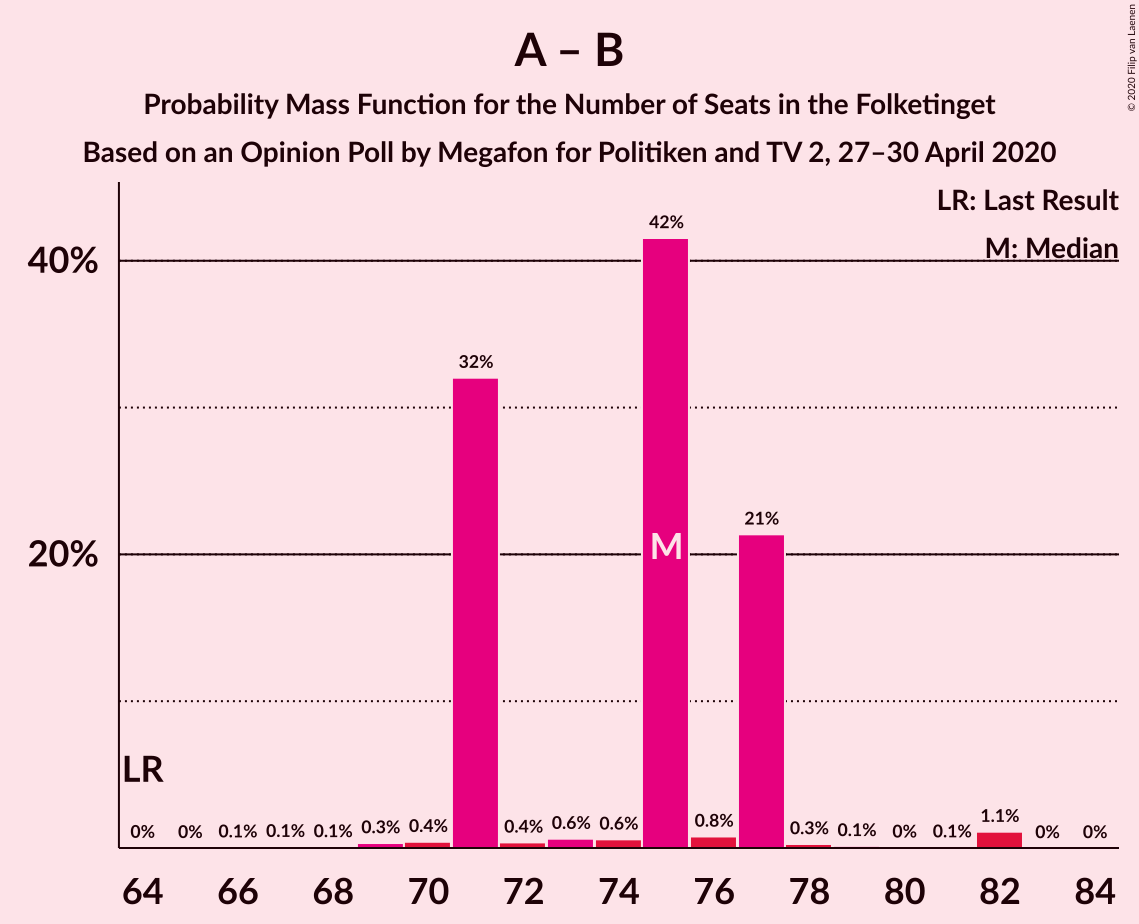 A – B
Probability Mass Function for the Number of Seats in the Folketinget
Based on an Opinion Poll by Megafon for Politiken and TV 2, 27–30 April 2020
© 2020 Filip van Laenen
LR: Last Result
M: Median
40%
20%
42%
32%
21%
M
LR
0% 0% 0.1% 0.1% 0.1% 0.3% 0.4% 0.4% 0.6% 0.6% 0.8% 0.3% 0.1% 0% 0.1% 1.1% 0% 0%
64 66 68 70 72 74 76 78 80 82 84